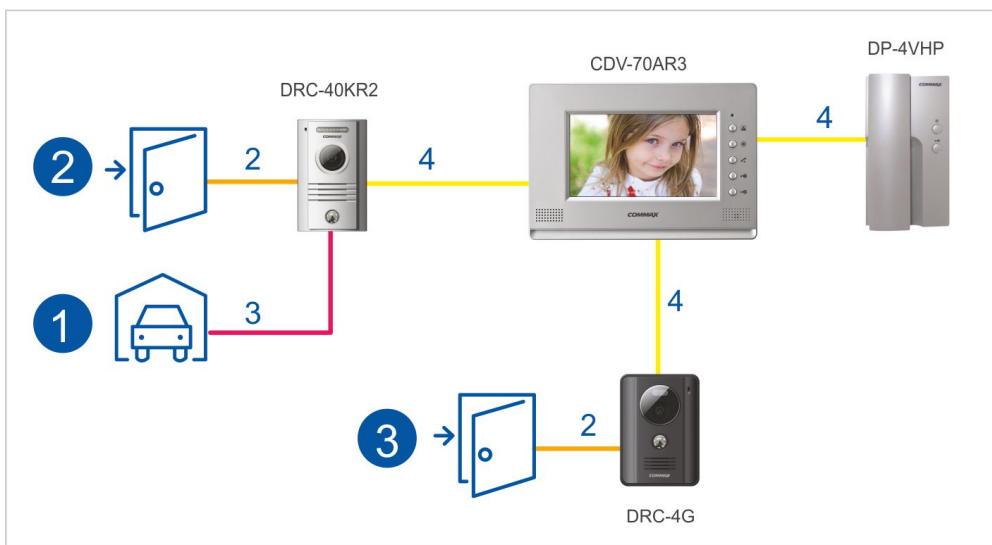 DP-4VHP
CDV-70AR3
DRC-40KR2
COMMAX
4
2
2
4
COMMAX
COMMAX
1
3
4
3
2
COMMAX
DRC-4G